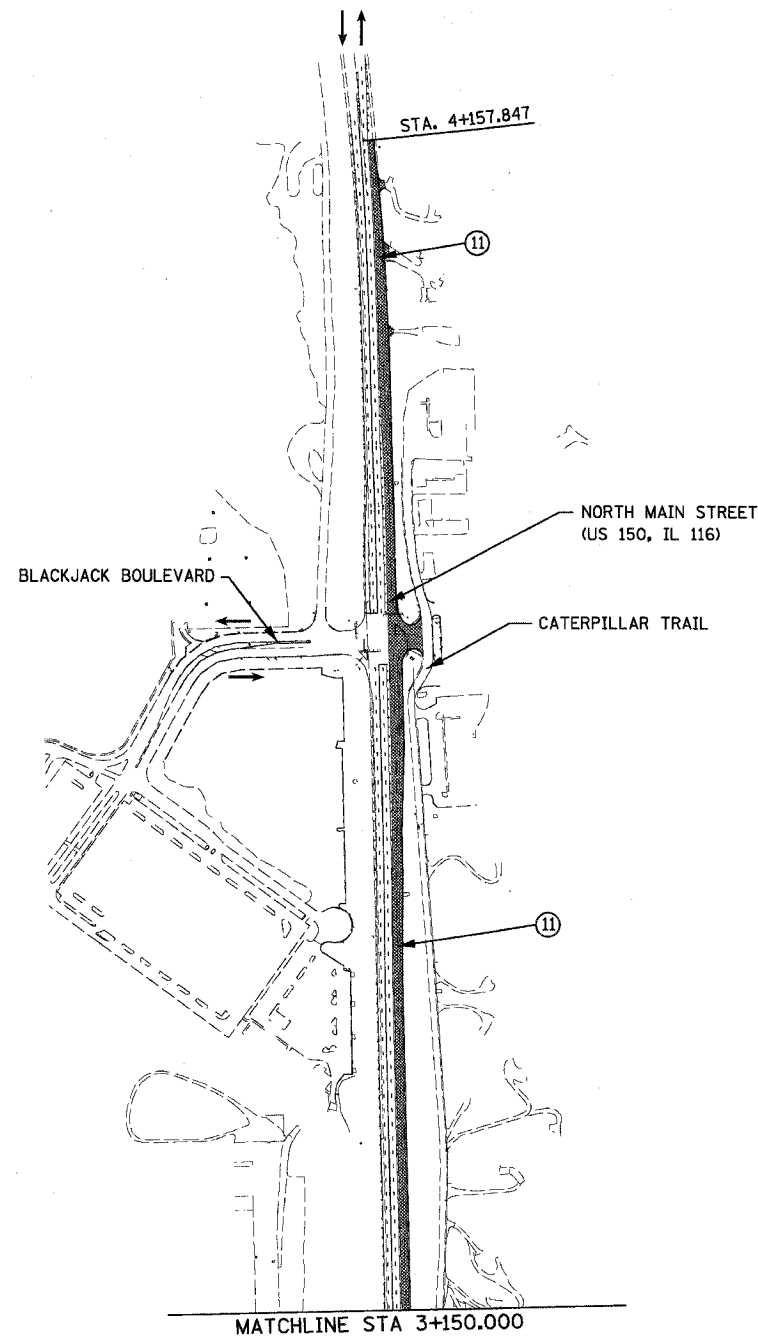 STA. 4+157.847
11
NORTH MAIN STREET
(US 150, IL 116)
BLACKJACK BOULEVARD
CATERPILLAR TRAIL
11
MATCHLINE STA 3+150.000